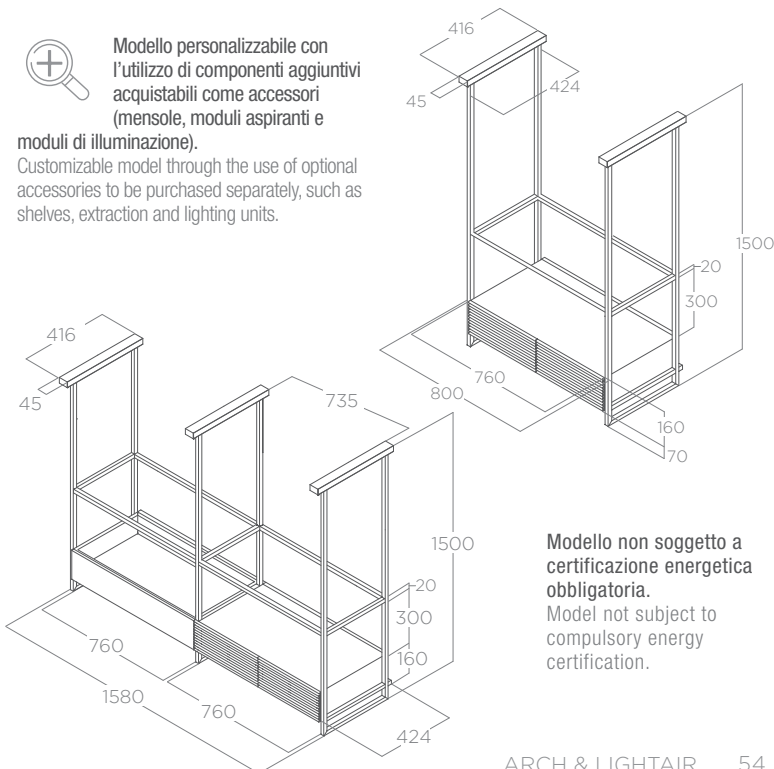 Modello personalizzabile con
l’utilizzo di componenti aggiuntivi
acquistabili come accessori
(mensole, moduli aspiranti e
moduli di illuminazione).
Customizable model through the use of optional
accessories to be purchased separately, such as
shelves, extraction and lighting units.
416
45
424
1500
20
300
760
800
160
70
416
45
735
1500
20
300
160
760
1580
760
424
Modello non soggetto a
certificazione energetica
obbligatoria.
Model not subject to
compulsory energy
certification.
ARCH & LIGHTAIR 54